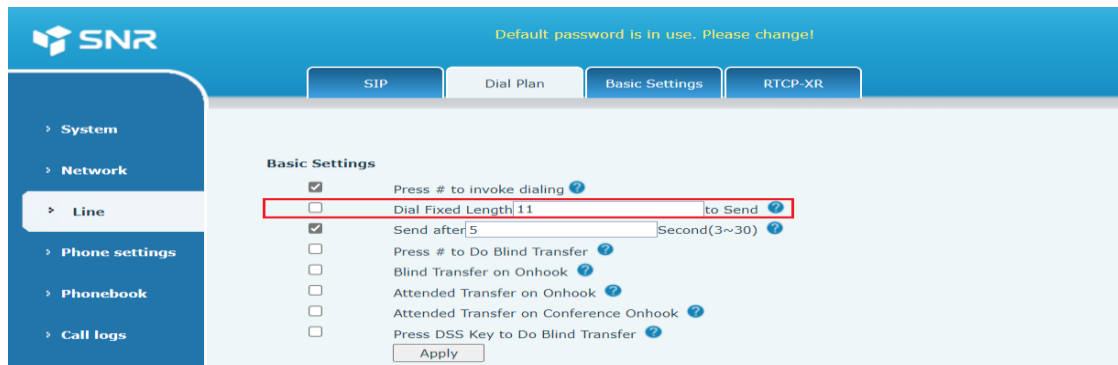 SNR
Default password is in use. Please change!
SIP
Dial Plan
Basic Settings
RTCP-XR
› System
› Network
› Line
› Phone settings
› Phonebook
› Call logs
Basic Settings
Press # to invoke dialing ?
Dial Fixed Length 11 to Send ?
Send after 5 Second(3~30) ?
Press # to Do Blind Transfer ?
Blind Transfer on Onhook ?
Attended Transfer on Onhook ?
Attended Transfer on Conference Onhook ?
Press DSS Key to Do Blind Transfer ?
Apply